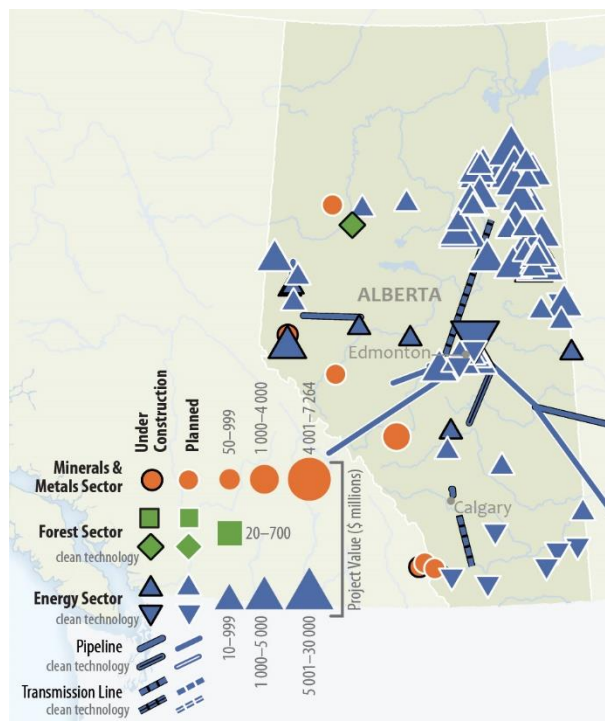 ALBERTA
Edmonton
Calgary
Under
Construction
Planned
50–999
1 000–4 000
4 001–7 264
Minerals &
Metals Sector
Forest Sector
clean technology
20–700
Energy Sector
clean technology
Project Value ($ millions)
10–999
1 000–5 000
5 001–30 000
Pipeline
clean technology
Transmission Line
clean technology